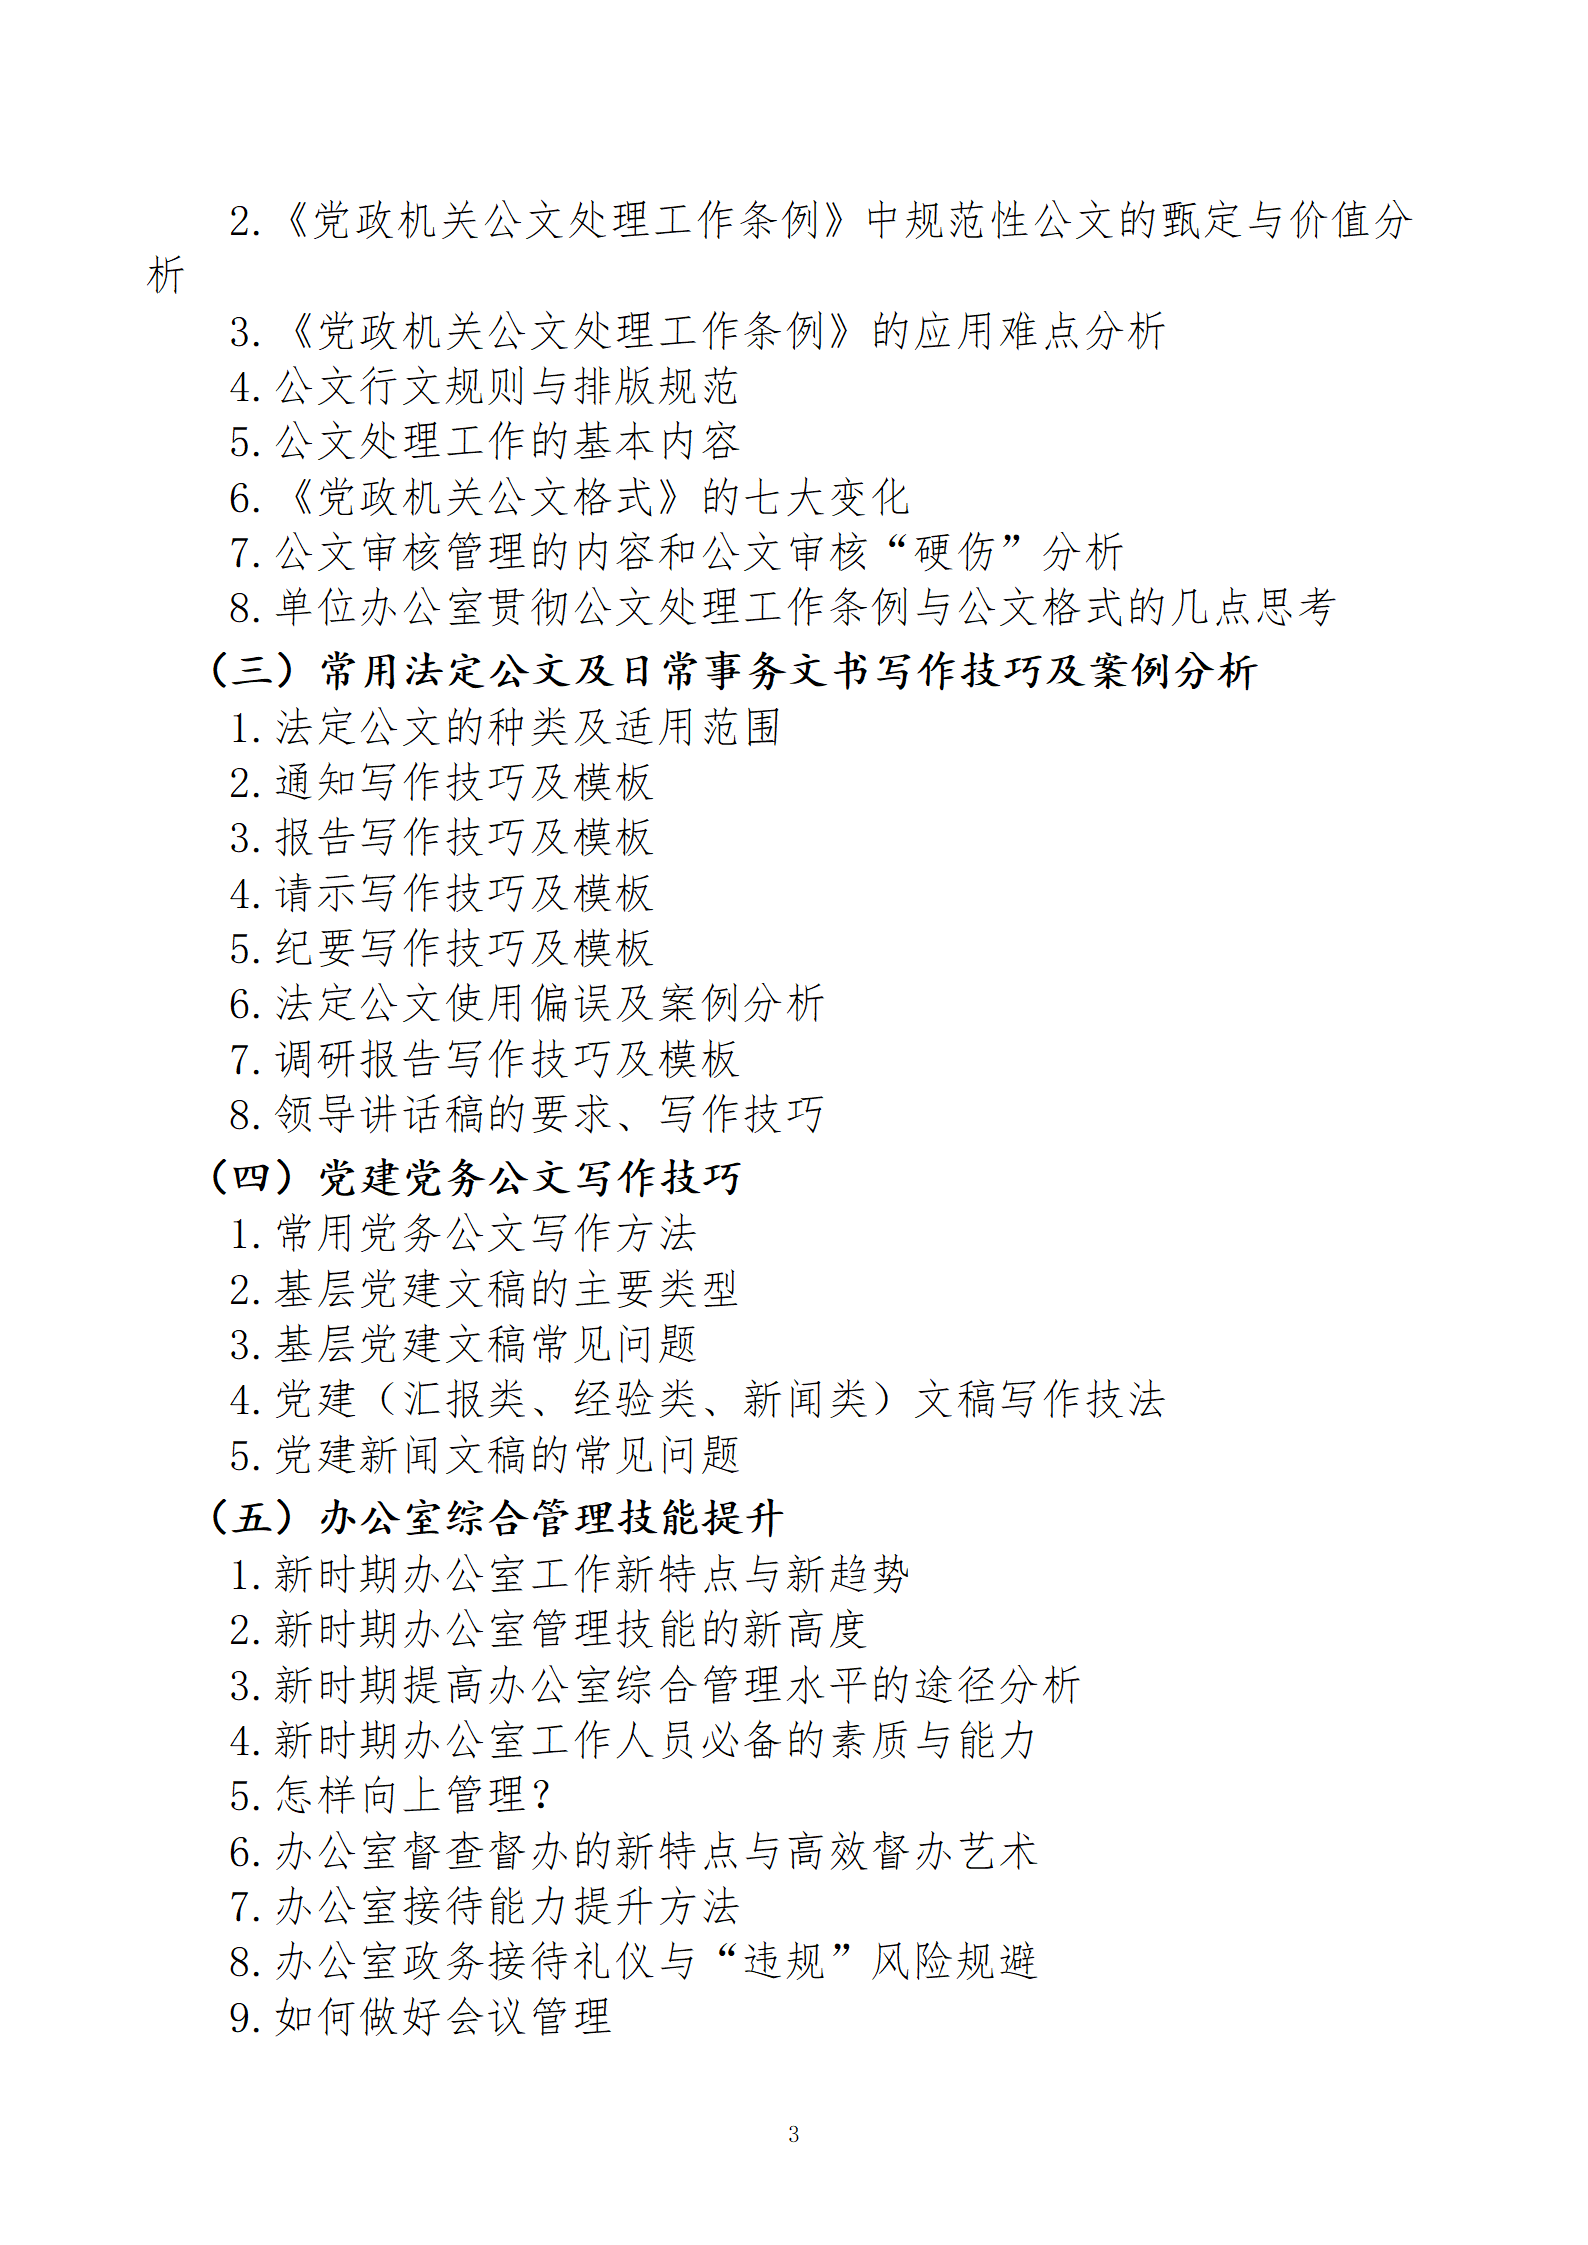 2.《党政机关公文处理工作条例》中规范性公文的甄定与价值分
析
3.《党政机关公文处理工作条例》的应用难点分析
4.公文行文规则与排版规范
5.公文处理工作的基本内容
6.《党政机关公文格式》的七大变化
7.公文审核管理的内容和公文审核“硬伤”分析
8.单位办公室贯彻公文处理工作条例与公文格式的几点思考
（三）常用法定公文及日常事务文书写作技巧及案例分析
1.法定公文的种类及适用范围
2.通知写作技巧及模板
3.报告写作技巧及模板
4.请示写作技巧及模板
5.纪要写作技巧及模板
6.法定公文使用偏误及案例分析
7.调研报告写作技巧及模板
8.领导讲话稿的要求、写作技巧
（四）党建党务公文写作技巧
1.常用党务公文写作方法
2.基层党建文稿的主要类型
3.基层党建文稿常见问题
4.党建（汇报类、经验类、新闻类）文稿写作技法
5.党建新闻文稿的常见问题
（五）办公室综合管理技能提升
1.新时期办公室工作新特点与新趋势
2.新时期办公室管理技能的新高度
3.新时期提高办公室综合管理水平的途径分析
4.新时期办公室工作人员必备的素质与能力
5.怎样向上管理？
6.办公室督查督办的新特点与高效督办艺术
7.办公室接待能力提升方法
8.办公室政务接待礼仪与“违规”风险规避
9.如何做好会议管理
3